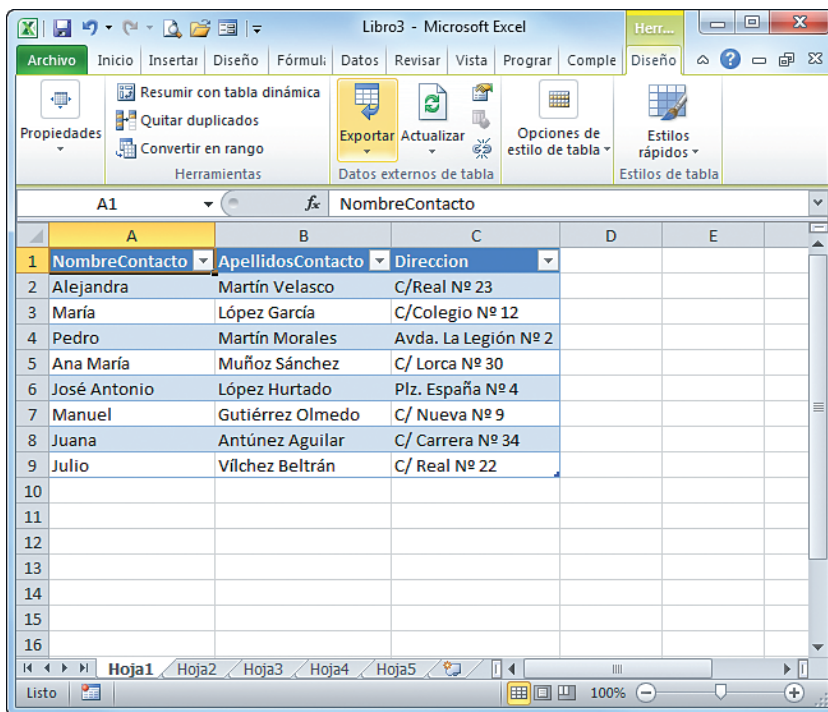 Libro3 - Microsoft Excel Herr...
Archivo Inicio Insertar Diseño Fórmul Datos Revisar Vista Prograr Comple Diseño
Propiedades
Resumir con tabla dinámica
Quitar duplicados
Convertir en rango
Herramientas
Exportar Actualizar
Datos externos de tabla
Opciones de
estilo de tabla
Estilos
rápidos
Estilos de tabla
A1 fx NombreContacto
A B C D E
1 NombreContacto ApellidosContacto Direccion
2 Alejandra Martín Velasco C/Real Nº 23
3 María López García C/Colegio Nº 12
4 Pedro Martín Morales Avda. La Legión Nº 2
5 Ana María Muñoz Sánchez C/ Lorca Nº 30
6 José Antonio López Hurtado Plz. España Nº 4
7 Manuel Gutiérrez Olmedo C/ Nueva Nº 9
8 Juana Antúnez Aguilar C/ Carrera Nº 34
9 Julio Vílchez Beltrán C/ Real Nº 22
10
11
12
13
14
15
16
Hoja1 Hoja2 Hoja3 Hoja4 Hoja5
Listo 100%